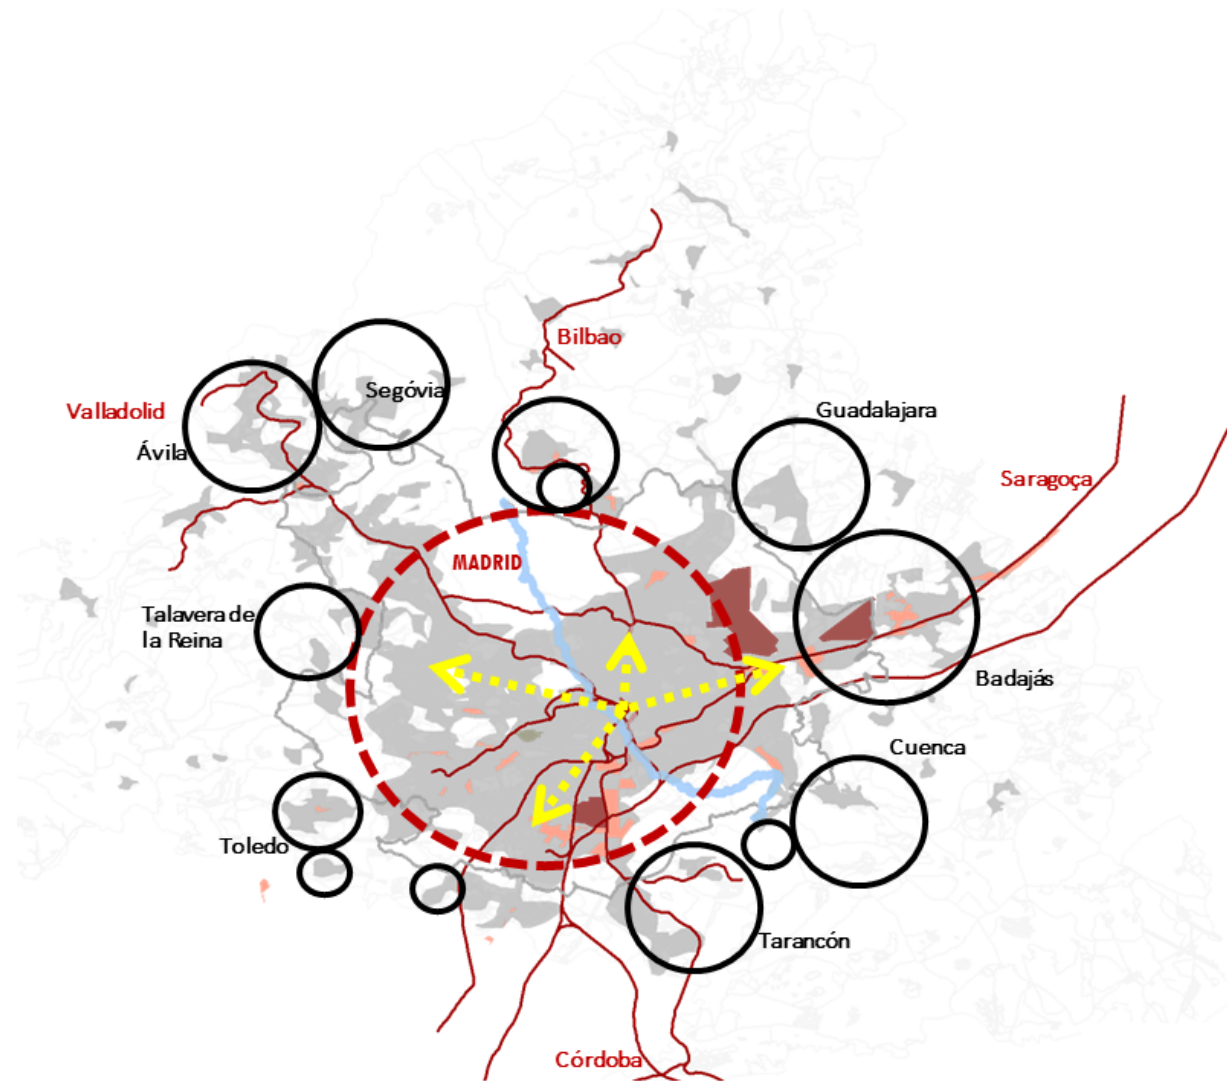 Bilbao
Segóvia
Valladolid
Guadalajara
Ávila
Saragoça
MADRID
Talavera de
la Reina
Badajás
Cuenca
Toledo
Tarancón
Córdoba